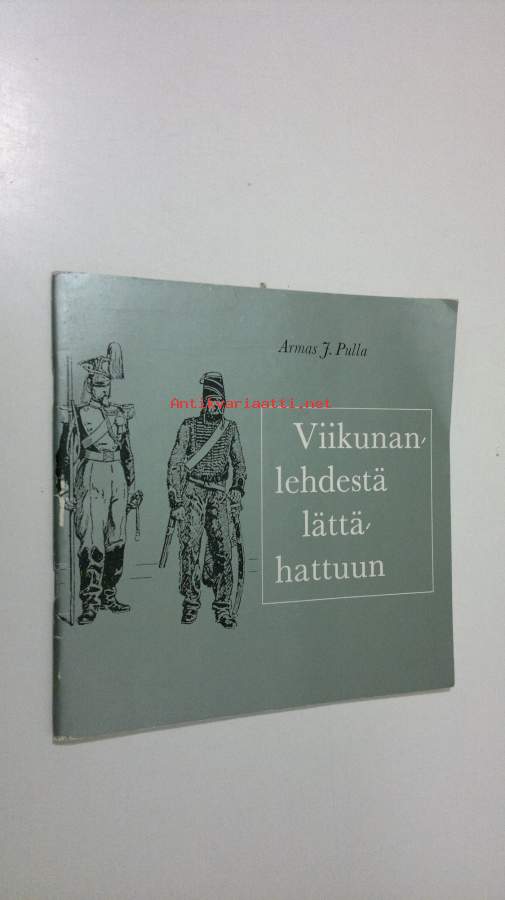 Armas J. Pulla
Antikvariaatti.net
Viikunan-
lehdestä
lättä-
hattuun